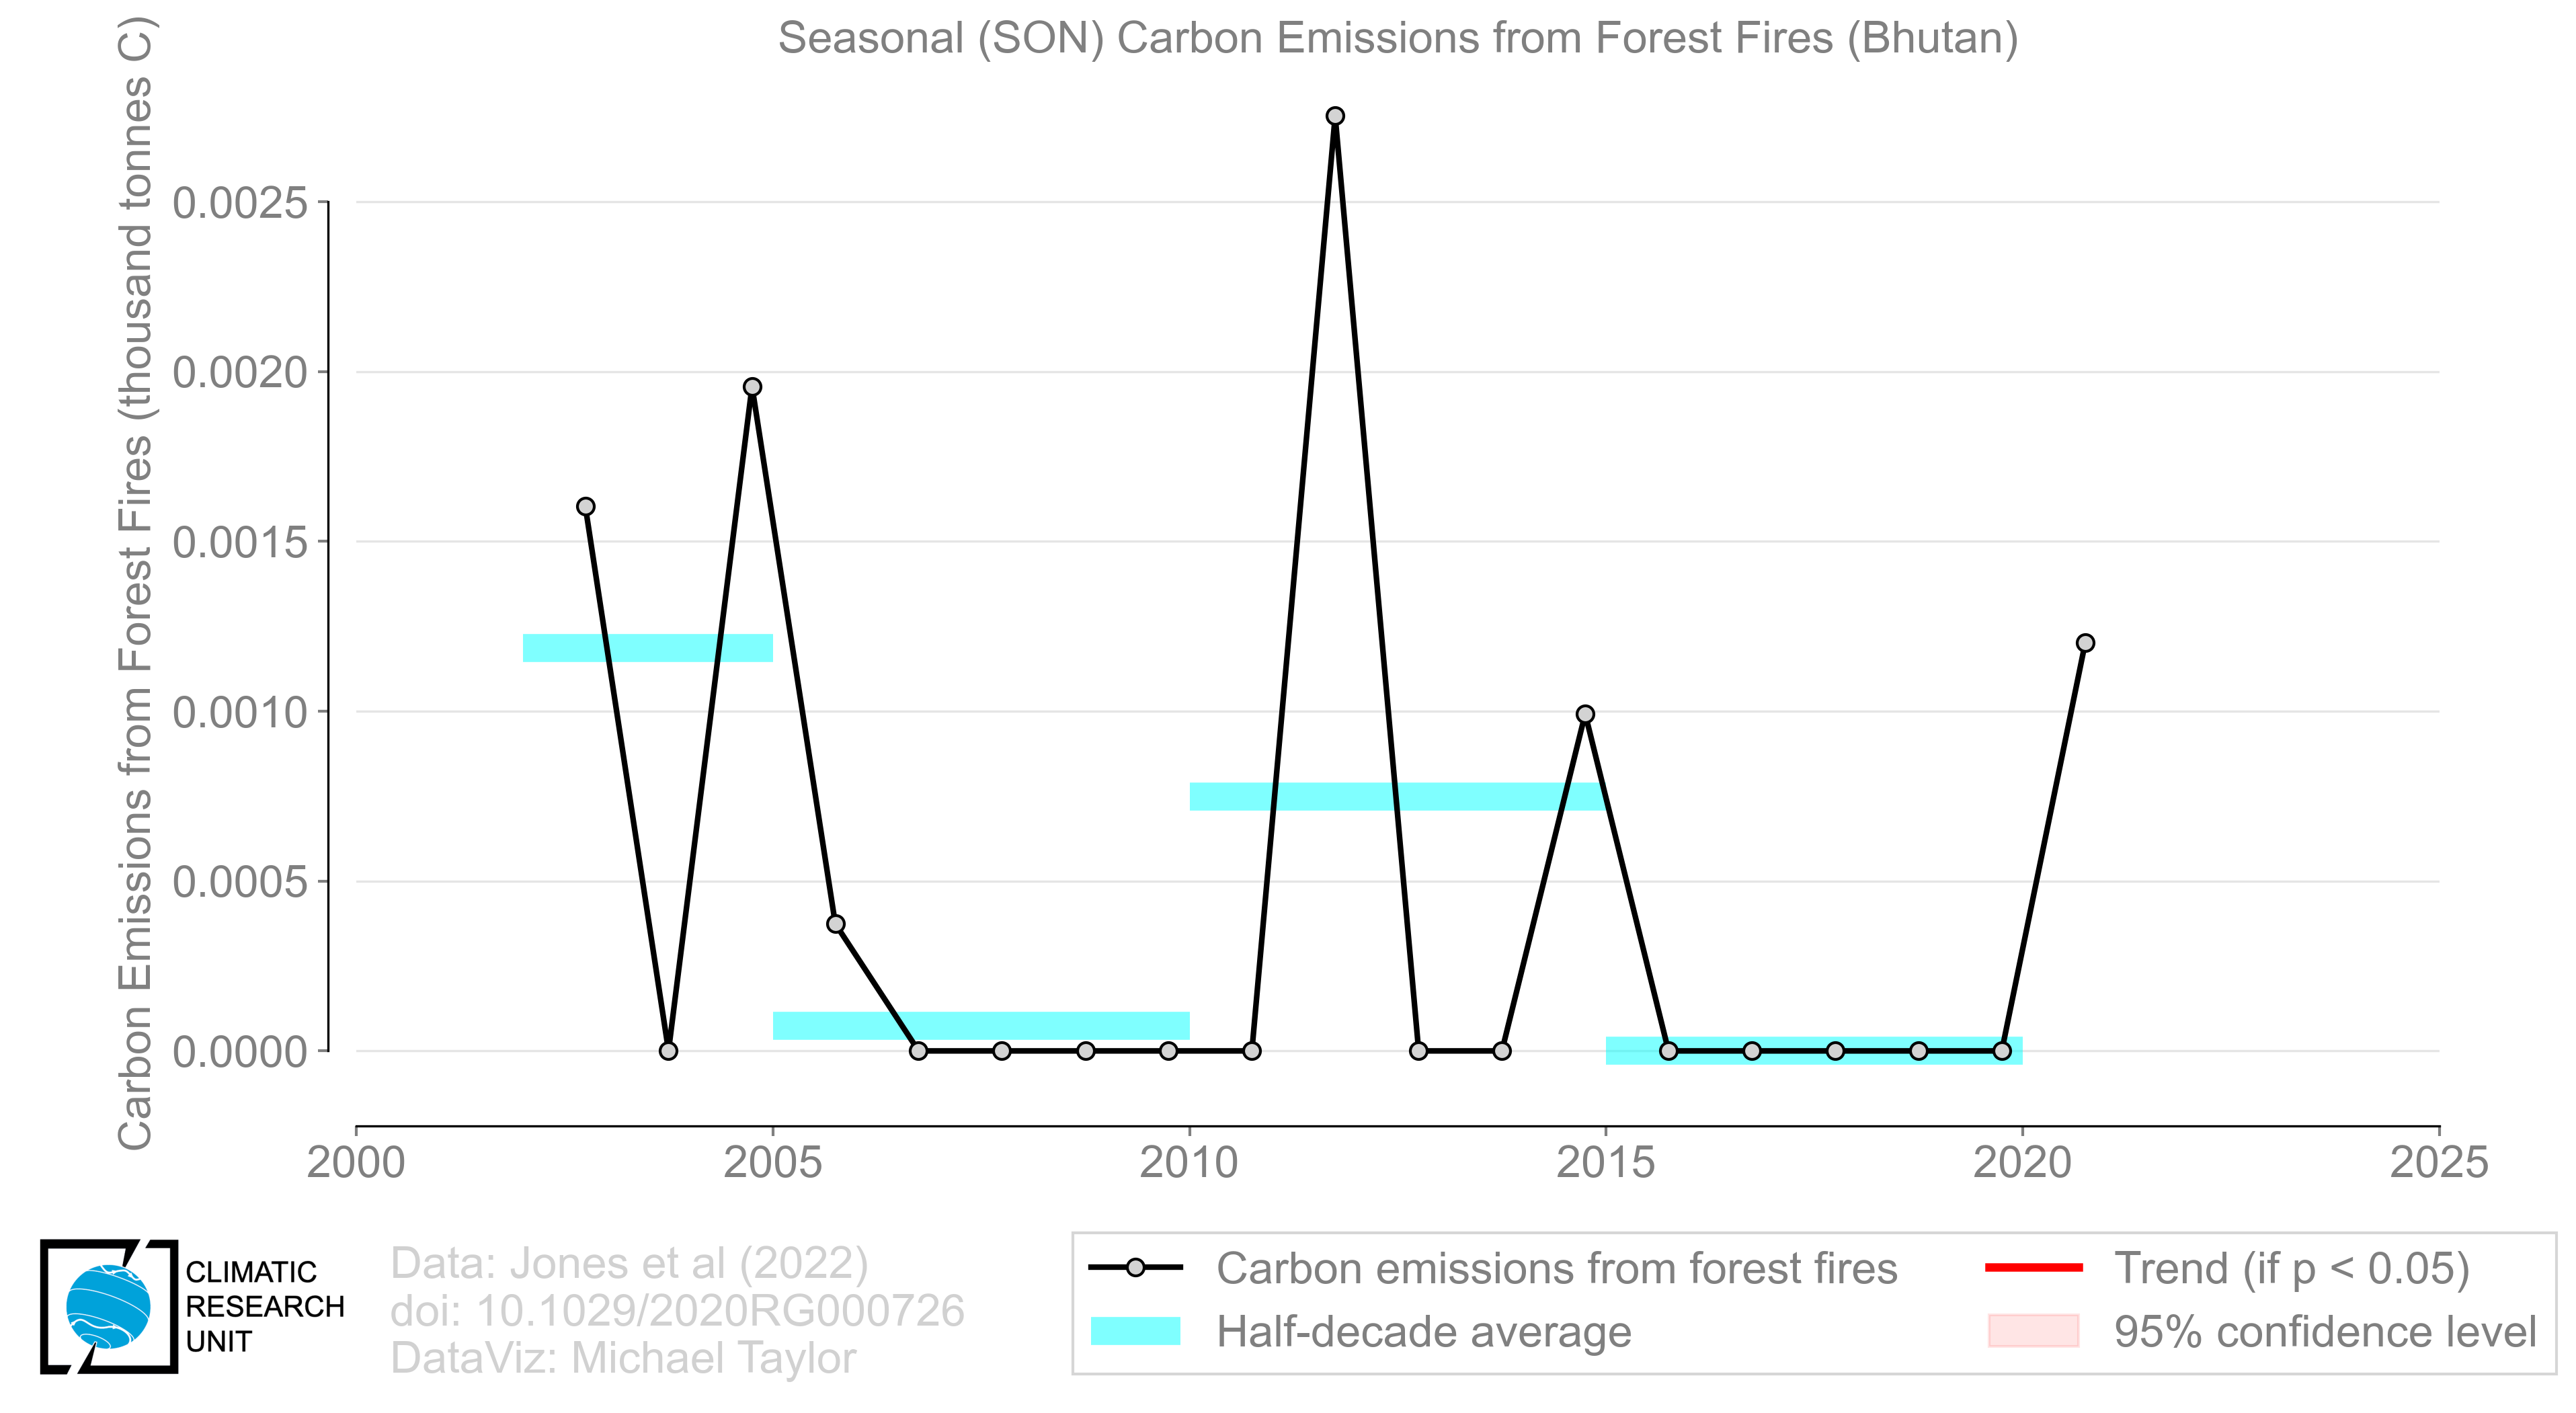 Seasonal (SON) Carbon Emissions from Forest Fires (Bhutan)
Carbon Emissions from Forest Fires (thousand tonnes C)
0.0025
0.0020
0.0015
0.0010
0.0005
0.0000
2000 2005 2010 2015 2020 2025
CLIMATIC
RESEARCH
UNIT
Data: Jones et al (2022)
doi: 10.1029/2020RG000726
DataViz: Michael Taylor
Carbon emissions from forest fires
Half-decade average
Trend (if p < 0.05)
95% confidence level